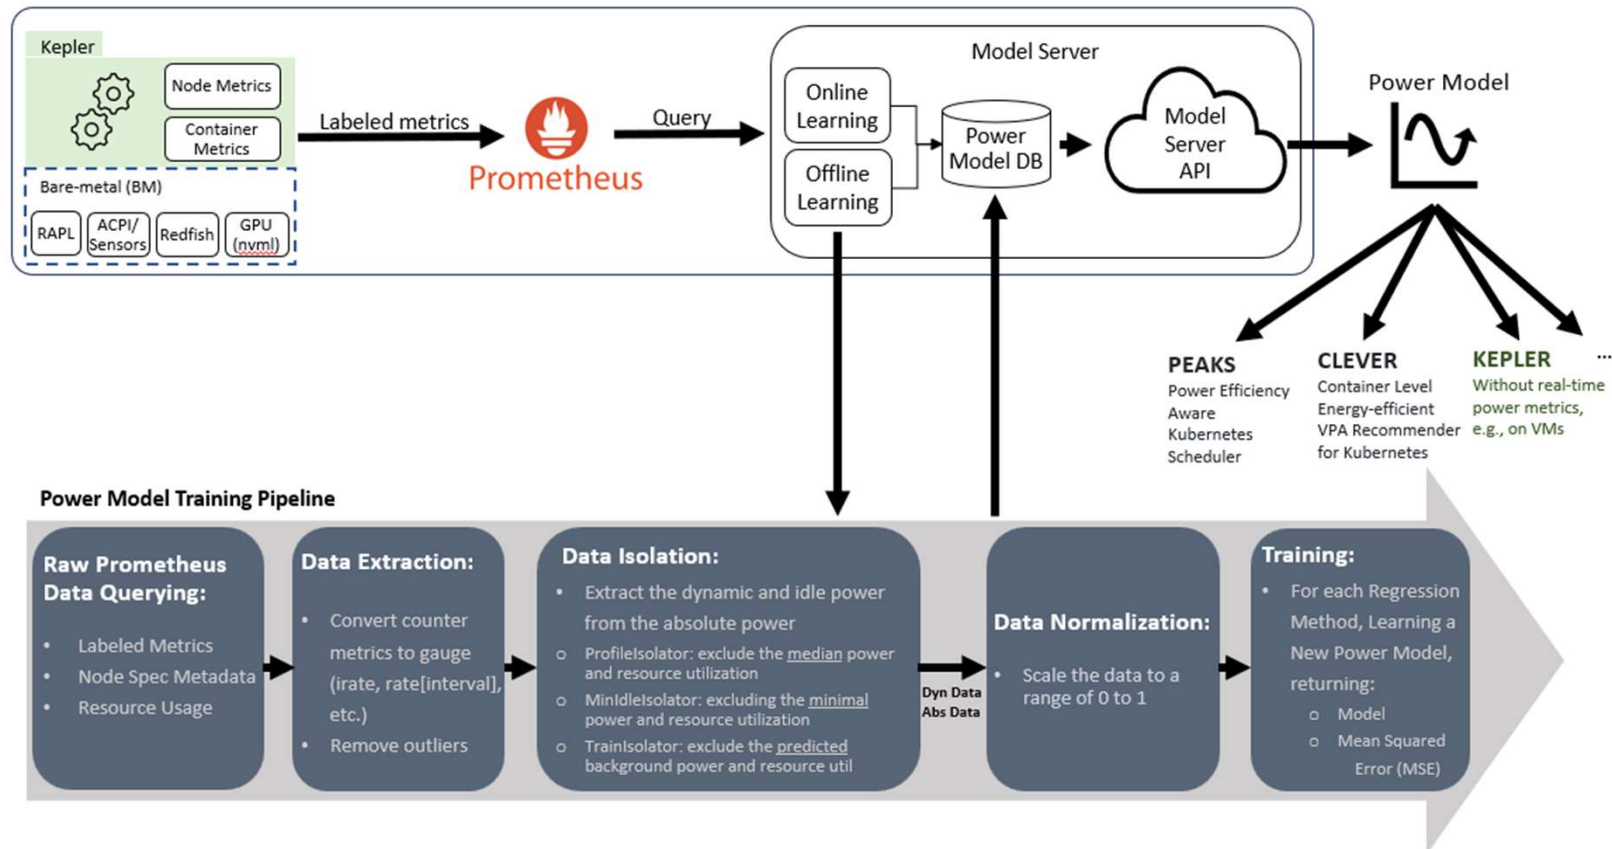 Kepler
Node Metrics
Container
Metrics
Bare-metal (BM)
RAPL
ACPI/
Sensors
Redfish
GPU
(nvml)
Labeled metrics
Prometheus
Query
Model Server
Online
Learning
Offline
Learning
Power
Model DB
Model
Server
API
Power Model
PEAKS
Power Efficiency
Aware
Kubernetes
Scheduler
CLEVER
Container Level
Energy-efficient
VPA Recommender
for Kubernetes
KEPLER
Without real-time
power metrics,
e.g., on VMs
...
Power Model Training Pipeline
Raw Prometheus
Data Querying:
• Labeled Metrics
• Node Spec Metadata
• Resource Usage
Data Extraction:
• Convert counter
metrics to gauge
(irate, rate[interval],
etc.)
• Remove outliers
Data Isolation:
• Extract the dynamic and idle power
from the absolute power
o ProfileIsolator: exclude the median power
and resource utilization
o MinIdleIsolator: excluding the minimal
power and resource utilization
o TrainIsolator: exclude the predicted
background power and resource util
Dyn Data
Abs Data
Data Normalization:
• Scale the data to a
range of 0 to 1
Training:
• For each Regression
Method, Learning a
New Power Model,
returning:
o Model
o Mean Squared
Error (MSE)